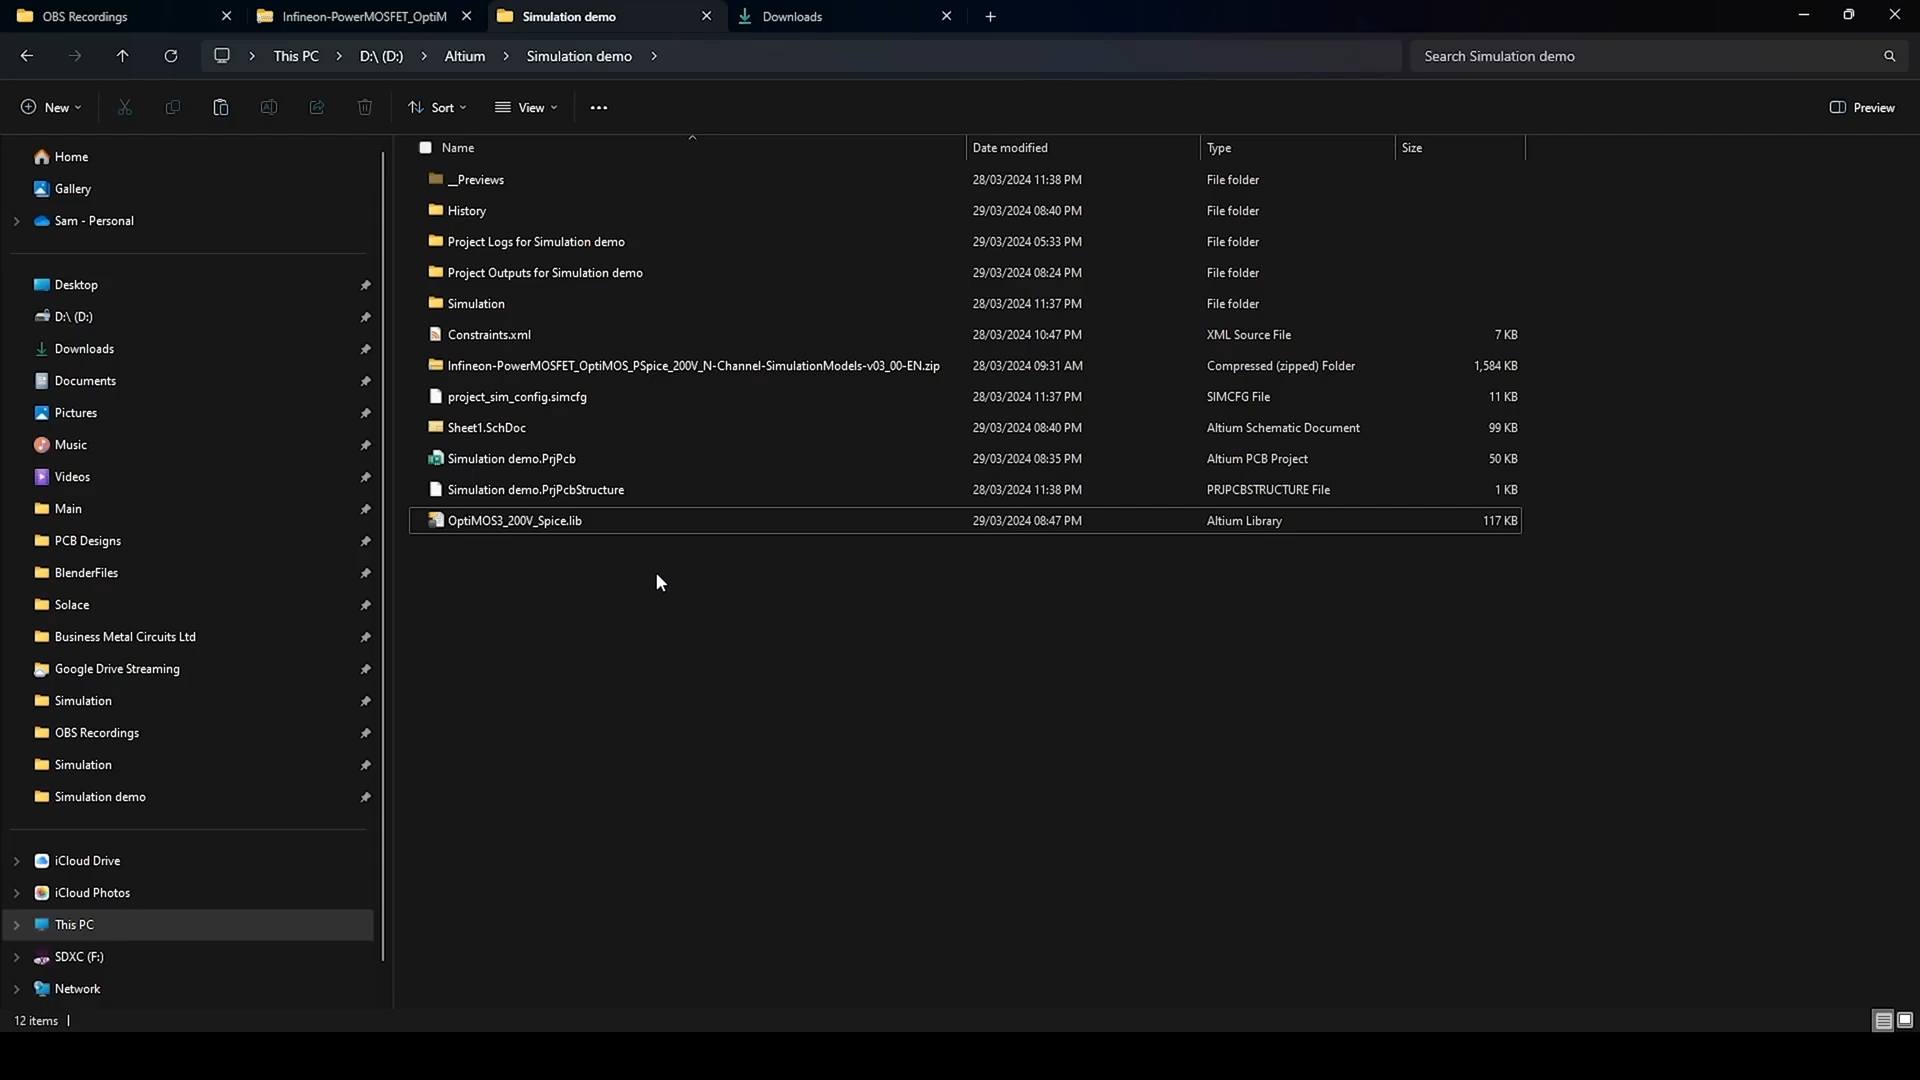 OBS Recordings
Infineon-PowerMOSFET_OptiM
Simulation demo
Downloads
This PC
D:\ (D:)
Altium
Simulation demo
Search Simulation demo
New
Sort
View
Preview
Home
Gallery
Sam - Personal
Desktop
D:\ (D:)
Downloads
Documents
Pictures
Music
Videos
Main
PCB Designs
BlenderFiles
Solace
Business Metal Circuits Ltd
Google Drive Streaming
Simulation
OBS Recordings
Simulation
Simulation demo
iCloud Drive
iCloud Photos
This PC
SDXC (F:)
Network
Name Date modified Type Size
__Previews 28/03/2024 11:38 PM File folder
History 29/03/2024 08:40 PM File folder
Project Logs for Simulation demo 29/03/2024 05:33 PM File folder
Project Outputs for Simulation demo 29/03/2024 08:24 PM File folder
Simulation 28/03/2024 11:37 PM File folder
Constraints.xml 28/03/2024 10:47 PM XML Source File 7 KB
Infineon-PowerMOSFET_OptiMOS_PSpice_200V_N-Channel-SimulationModels-v03_00-EN.zip 28/03/2024 09:31 AM Compressed (zipped) Folder 1,584 KB
project_sim_config.simcfg 28/03/2024 11:37 PM SIMCFG File 11 KB
Sheet1.SchDoc 29/03/2024 08:40 PM Altium Schematic Document 99 KB
Simulation demo.PrjPcb 29/03/2024 08:35 PM Altium PCB Project 50 KB
Simulation demo.PrjPcbStructure 28/03/2024 11:38 PM PRJPCBSTRUCTURE File 1 KB
OptiMOS3_200V_Spice.lib 29/03/2024 08:47 PM Altium Library 117 KB
12 items